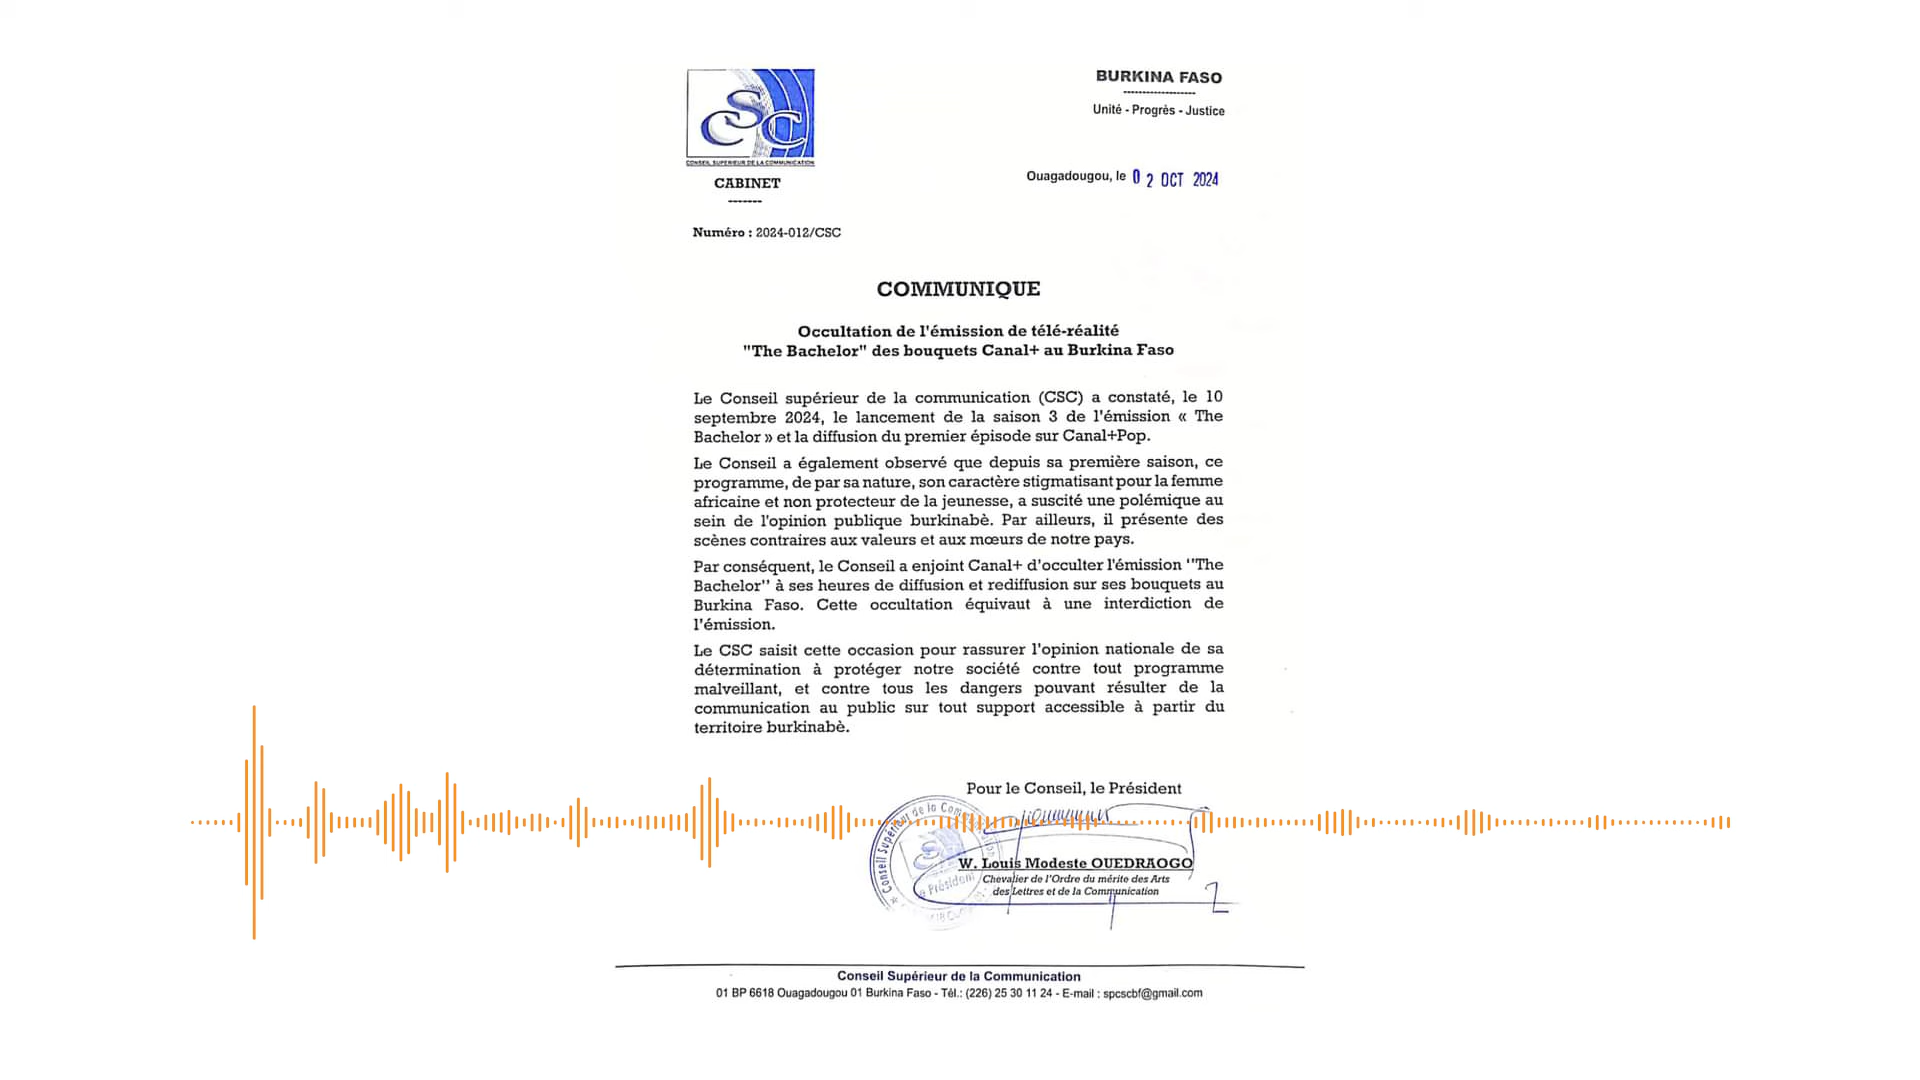 CSC
CONSEIL SUPERIEUR DE LA COMMUNICATION
CABINET
-------
Numéro : 2024-012/CSC
BURKINA FASO
------------------
Unité - Progrès - Justice
Ouagadougou, le 02 OCT 2024
COMMUNIQUE
Occultation de l'émission de télé-réalité
"The Bachelor" des bouquets Canal+ au Burkina Faso
Le Conseil supérieur de la communication (CSC) a constaté, le 10
septembre 2024, le lancement de la saison 3 de l'émission « The
Bachelor » et la diffusion du premier épisode sur Canal+Pop.
Le Conseil a également observé que depuis sa première saison, ce
programme, de par sa nature, son caractère stigmatisant pour la femme
africaine et non protecteur de la jeunesse, a suscité une polémique au
sein de l'opinion publique burkinabè. Par ailleurs, il présente des
scènes contraires aux valeurs et aux mœurs de notre pays.
Par conséquent, le Conseil a enjoint Canal+ d'occulter l'émission ''The
Bachelor'' à ses heures de diffusion et rediffusion sur ses bouquets au
Burkina Faso. Cette occultation équivaut à une interdiction de
l'émission.
Le CSC saisit cette occasion pour rassurer l'opinion nationale de sa
détermination à protéger notre société contre tout programme
malveillant, et contre tous les dangers pouvant résulter de la
communication au public sur tout support accessible à partir du
territoire burkinabè.
Pour le Conseil, le Président
Conseil Supérieur de la
Président
W. Louis Modeste OUEDRAOGO
Chevalier de l'Ordre du mérite des Arts
des Lettres et de la Communication
Conseil Supérieur de la Communication
01 BP 6618 Ouagadougou 01 Burkina Faso - Tél.: (226) 25 30 11 24 - E-mail : spcscbf@gmail.com